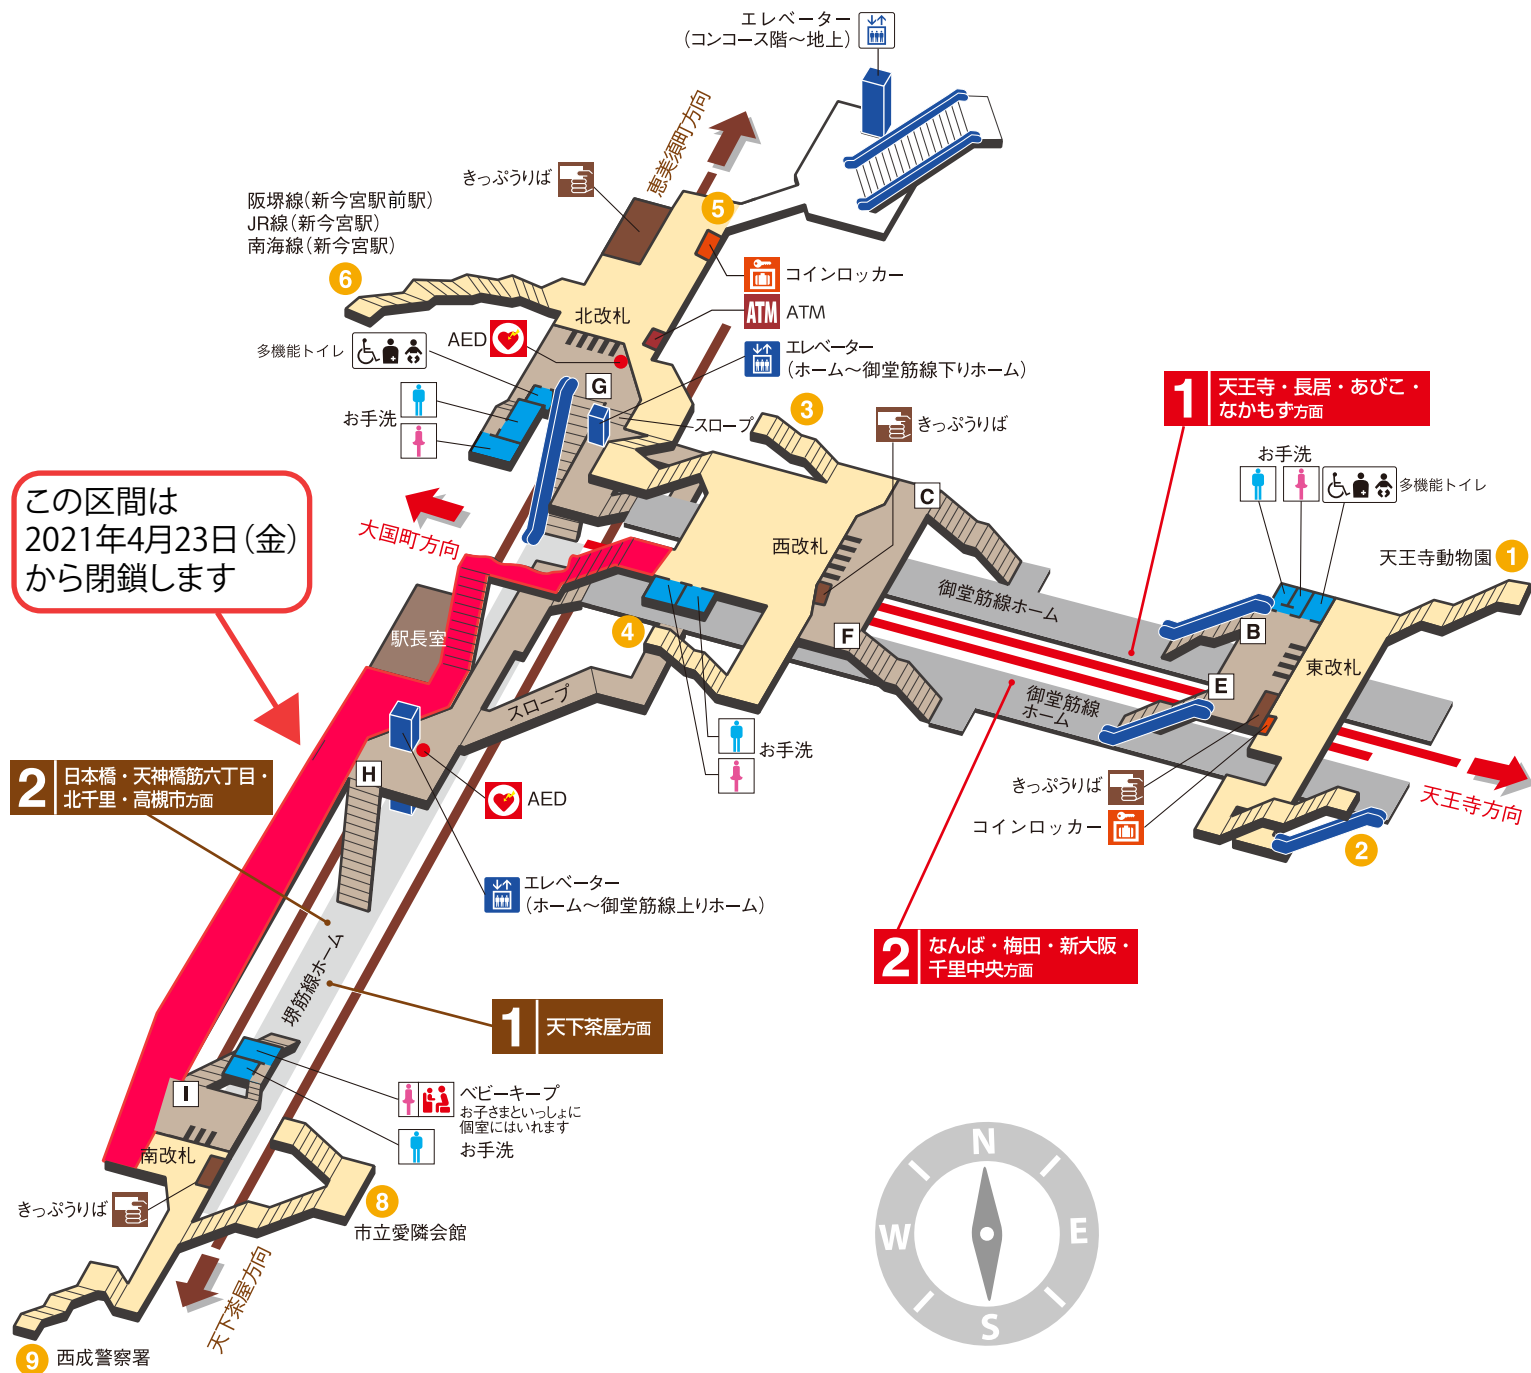 エレベーター
(コンコース階～地上)
恵美須町方向
きっぷうりば
阪堺線(新今宮駅前駅)
JR線(新今宮駅)
南海線(新今宮駅)
5
6
コインロッカー
ATM ATM
北改札
AED
エレベーター
(ホーム～御堂筋線下りホーム)
多機能トイレ
G
お手洗
スロープ
3
きっぷうりば
1 天王寺・長居・あびこ・
なかもず方面
お手洗
多機能トイレ
この区間は
2021年4月23日(金)
から閉鎖します
大国町方向
C
西改札
天王寺動物園 1
御堂筋線ホーム
駅長室
4
F
B
東改札
スロープ
E
御堂筋線
ホーム
お手洗
H
2 日本橋・天神橋筋六丁目・
北千里・高槻市方面
AED
きっぷうりば
コインロッカー
天王寺方向
2
エレベーター
(ホーム～御堂筋線上りホーム)
2 なんば・梅田・新大阪・
千里中央方面
堺筋線ホーム
1 天下茶屋方面
I
ベビーキープ
お子さまといっしょに
個室にはいれます
お手洗
南改札
きっぷうりば
8
市立愛隣会館
天下茶屋方向
9 西成警察署
N
W
E
S